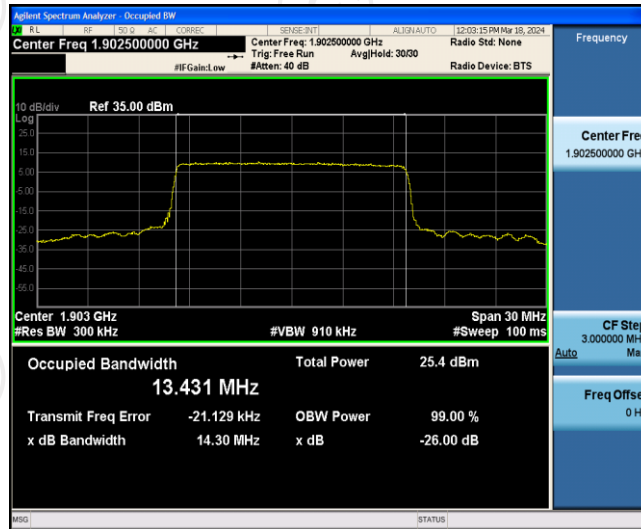 Agilent Spectrum Analyzer - Occupied BW
RL RF 50 Ω AC CORREC SENSE:INT ALIGNAUTO 12:03:15 PM Mar 18, 2024
Center Freq 1.902500000 GHz
Center Freq: 1.902500000 GHz Radio Std: None
Trig: Free Run Avg|Hold: 30/30
#IFGain:Low #Atten: 40 dB Radio Device: BTS
Frequency
10 dB/div Ref 35.00 dBm
Log
25.0
15.0
5.00
-5.00
-15.0
-25.0
-35.0
-45.0
-55.0
Center Fre
1.902500000 GH
Center 1.903 GHz Span 30 MHz
#Res BW 300 kHz #VBW 910 kHz #Sweep 100 ms
CF Ste
3.000000 MH
Auto Ma
Occupied Bandwidth Total Power 25.4 dBm
13.431 MHz
Transmit Freq Error -21.129 kHz OBW Power 99.00 %
x dB Bandwidth 14.30 MHz x dB -26.00 dB
Freq Offse
0 H
MSG STATUS